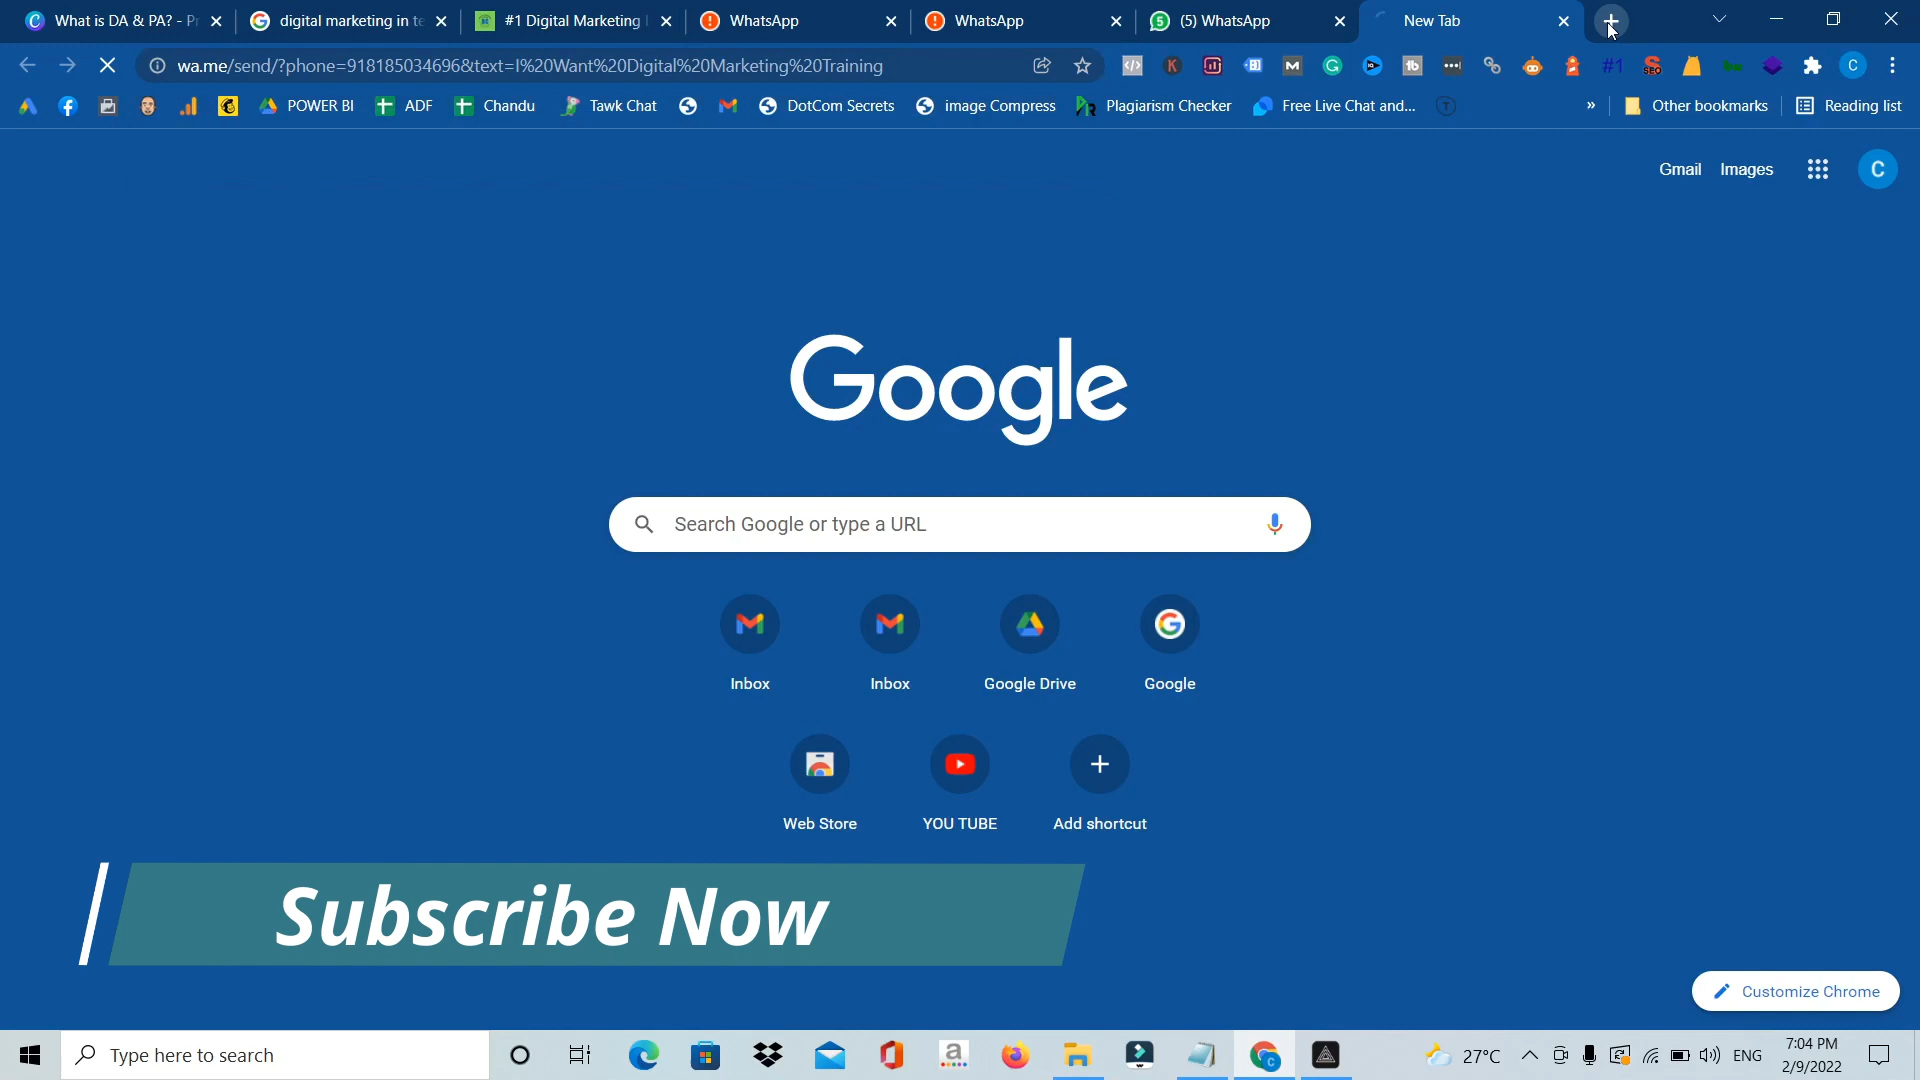 What is DA & PA? - Pr
digital marketing in te
#1 Digital Marketing
WhatsApp
WhatsApp
(5) WhatsApp
New Tab
wa.me/send/?phone=918185034696&text=I%20Want%20Digital%20Marketing%20Training
POWER BI
ADF
Chandu
Tawk Chat
DotCom Secrets
image Compress
Plagiarism Checker
Free Live Chat and...
»
Other bookmarks
Reading list
Gmail
Images
C
Google
Search Google or type a URL
Inbox
Inbox
Google Drive
Google
Web Store
YOU TUBE
Add shortcut
Subscribe Now
Customize Chrome
Type here to search
27°C
ENG
7:04 PM
2/9/2022